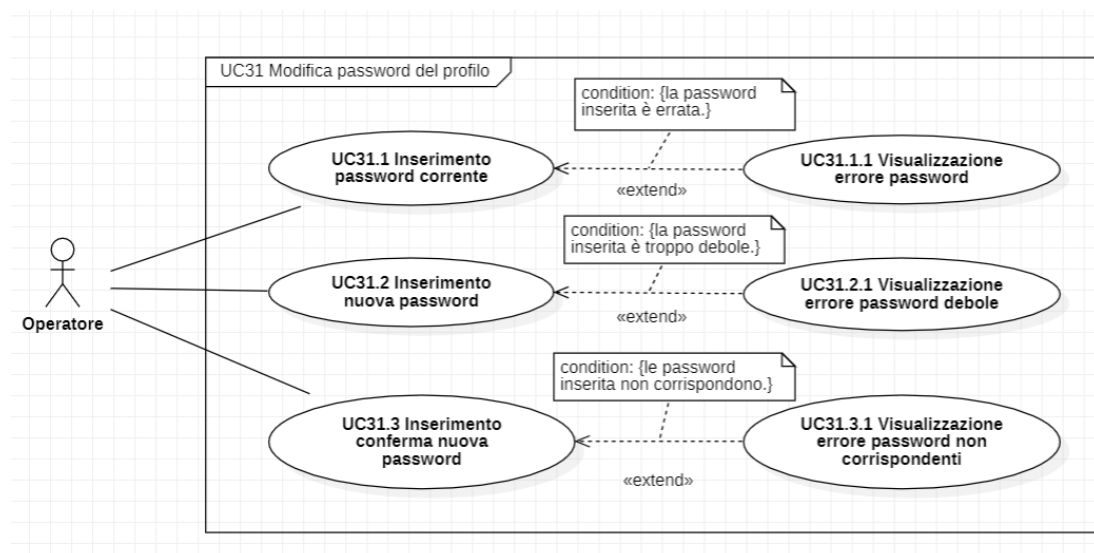 UC31 Modifica password del profilo
condition: {la password
inserita è errata.}
UC31.1 Inserimento
password corrente
«extend»
UC31.1.1 Visualizzazione
errore password
condition: {la password
inserita è troppo debole.}
UC31.2 Inserimento
nuova password
«extend»
UC31.2.1 Visualizzazione
errore password debole
Operatore
condition: {le password
inserita non corrispondono.}
UC31.3 Inserimento
conferma nuova
password
«extend»
UC31.3.1 Visualizzazione
errore password non
corrispondenti